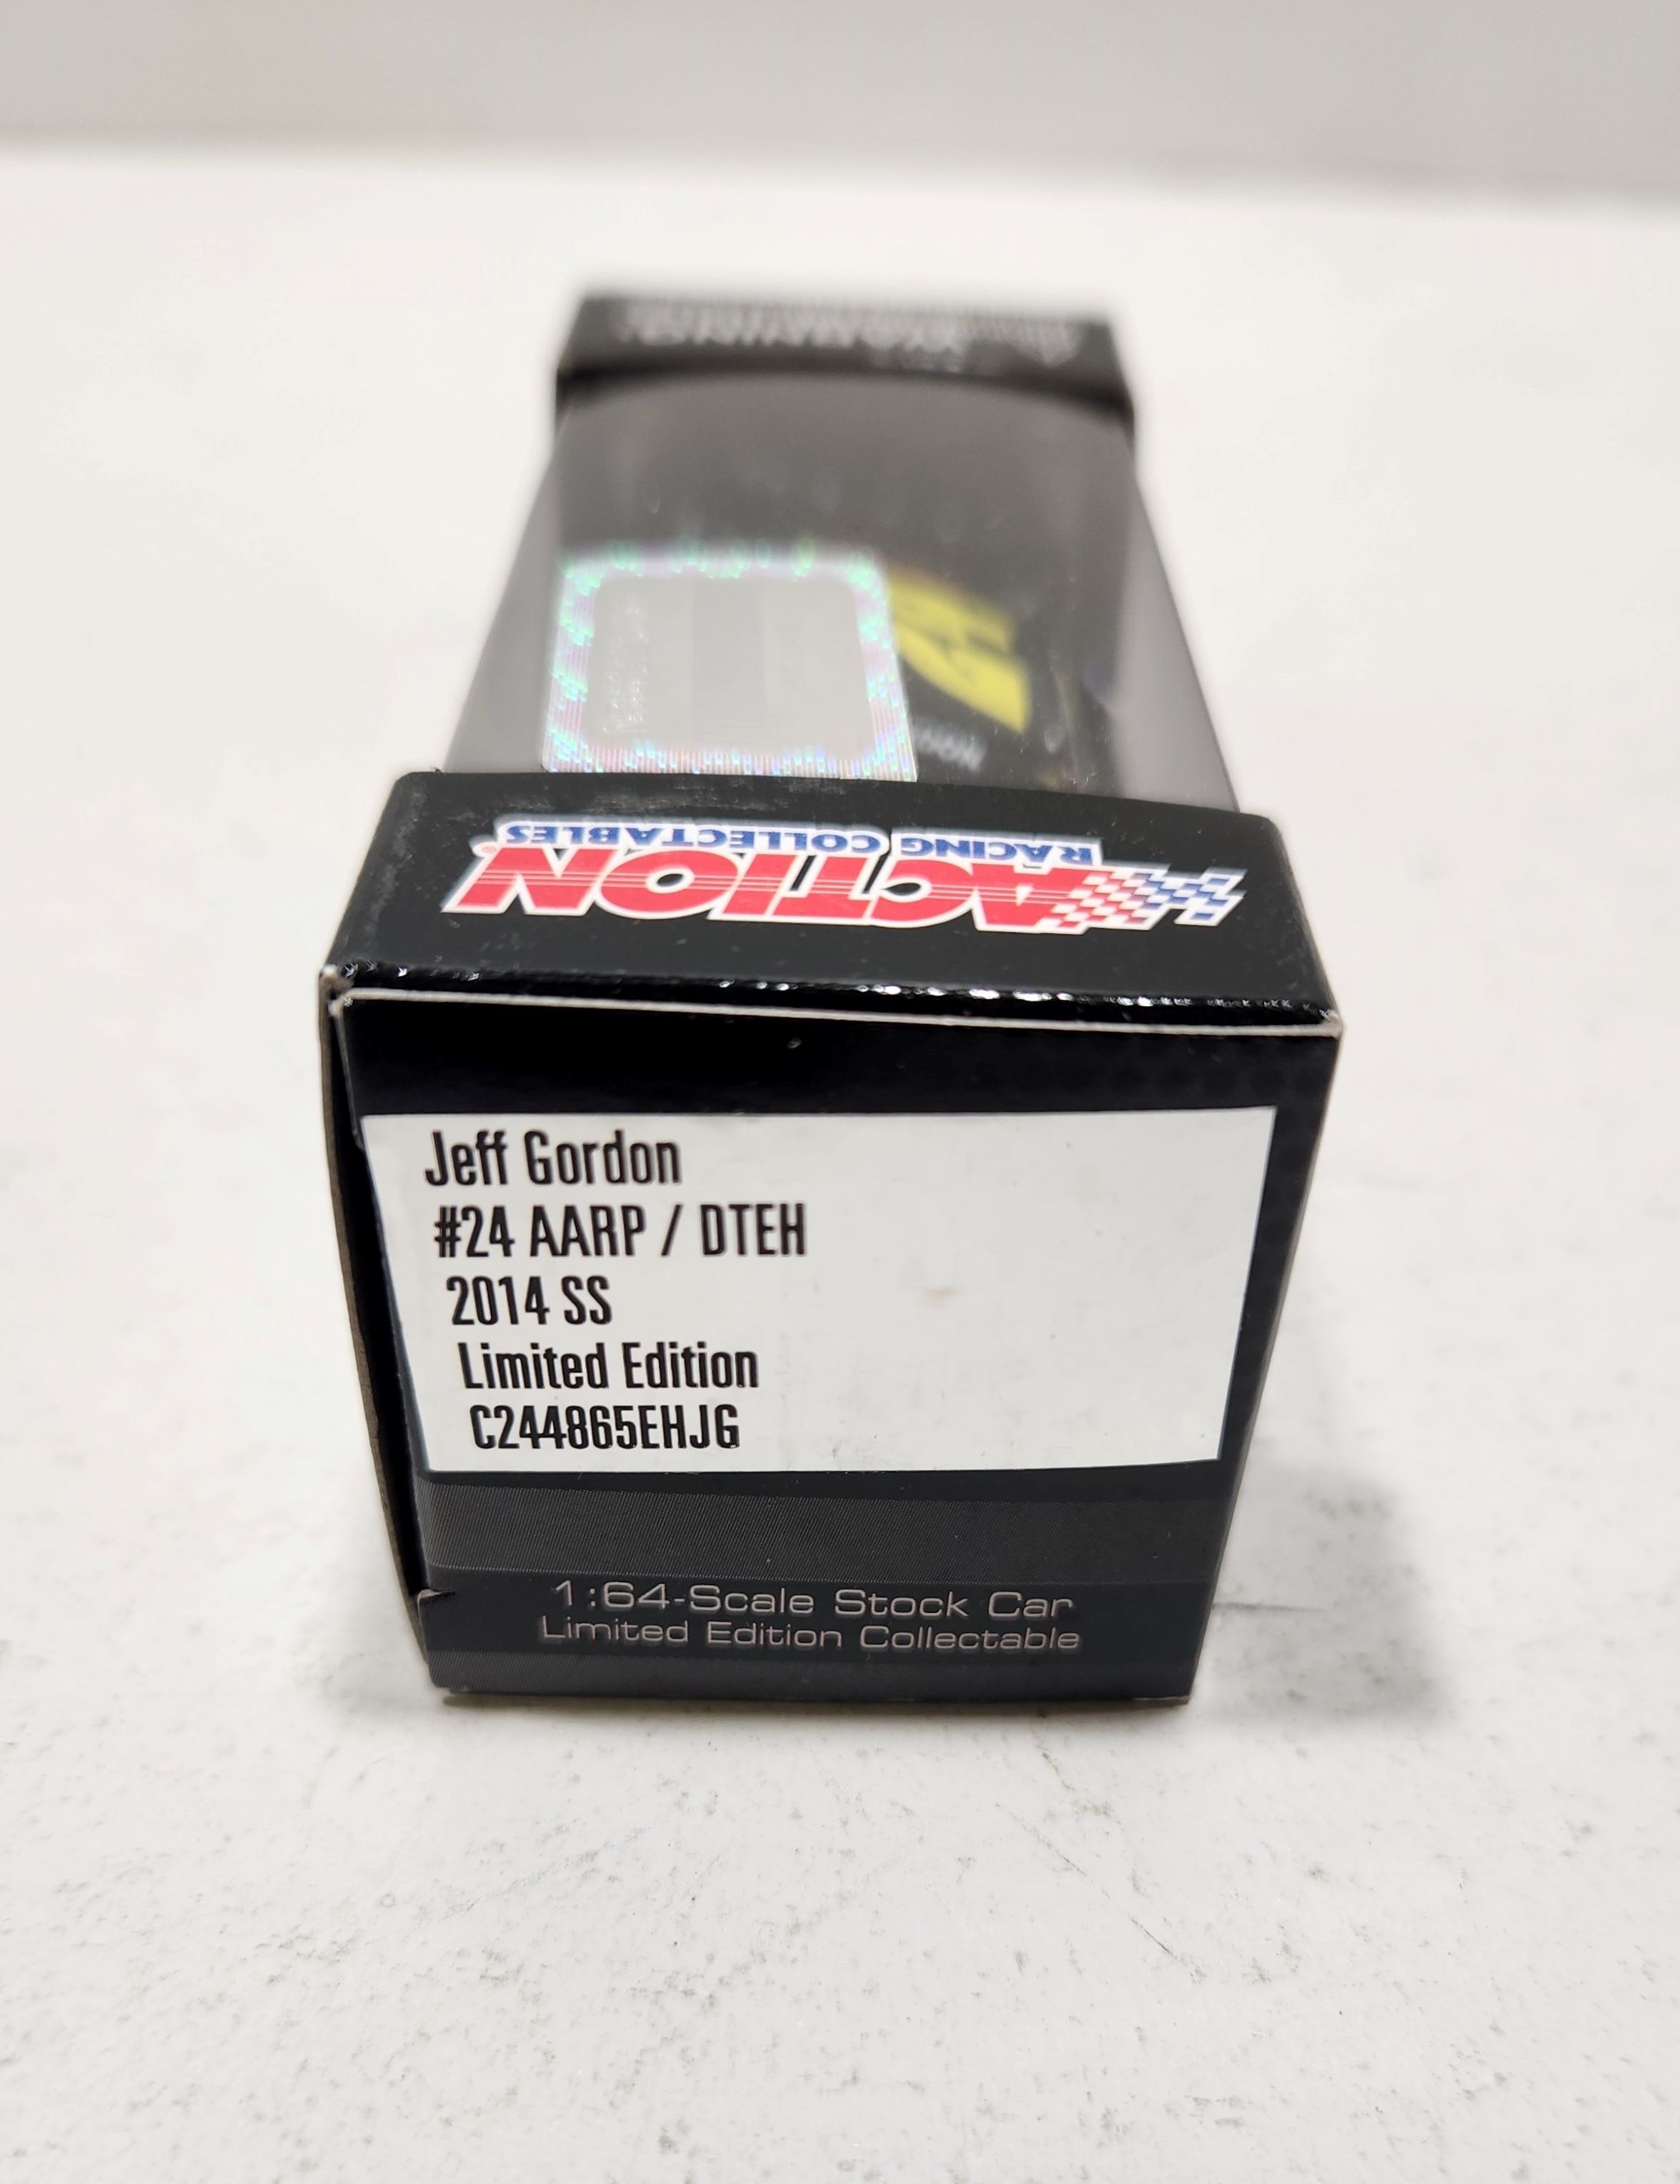 WARNING:
ACTION
RACING COLLECTABLES
Jeff Gordon
#24 AARP / DTEH
2014 SS
Limited Edition
C244865EHJG
1:64-Scale Stock Car
Limited Edition Collectable